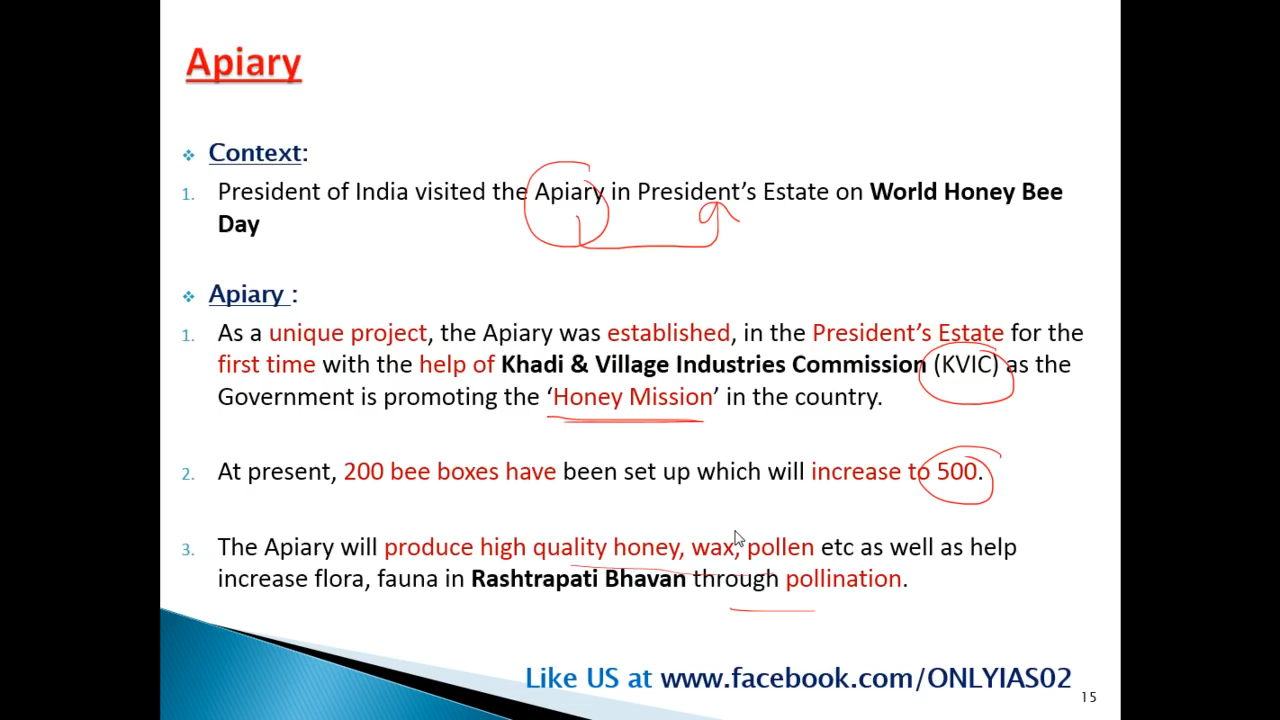 Apiary
❖ Context:
1. President of India visited the Apiary in President's Estate on World Honey Bee
Day
❖ Apiary :
1. As a unique project, the Apiary was established, in the President's Estate for the
first time with the help of Khadi & Village Industries Commission (KVIC) as the
Government is promoting the ‘Honey Mission’ in the country.
2. At present, 200 bee boxes have been set up which will increase to 500.
3. The Apiary will produce high quality honey, wax, pollen etc as well as help
increase flora, fauna in Rashtrapati Bhavan through pollination.
Like US at www.facebook.com/ONLYIAS02
15